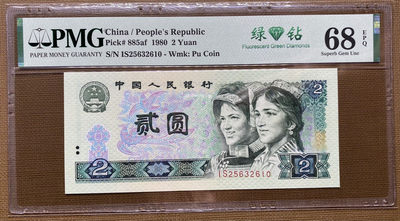 PMG
PAPER MONEY GUARANTY
China / People's Republic
Pick# 885af 1980 2 Yuan
S/N IS25632610 - Wmk: Pu Coin
绿 钻
Fluorescent Green Diamonds
68 EPQ
Superb Gem Unc
中国人民银行
2
贰圆
2
2
IS25632610